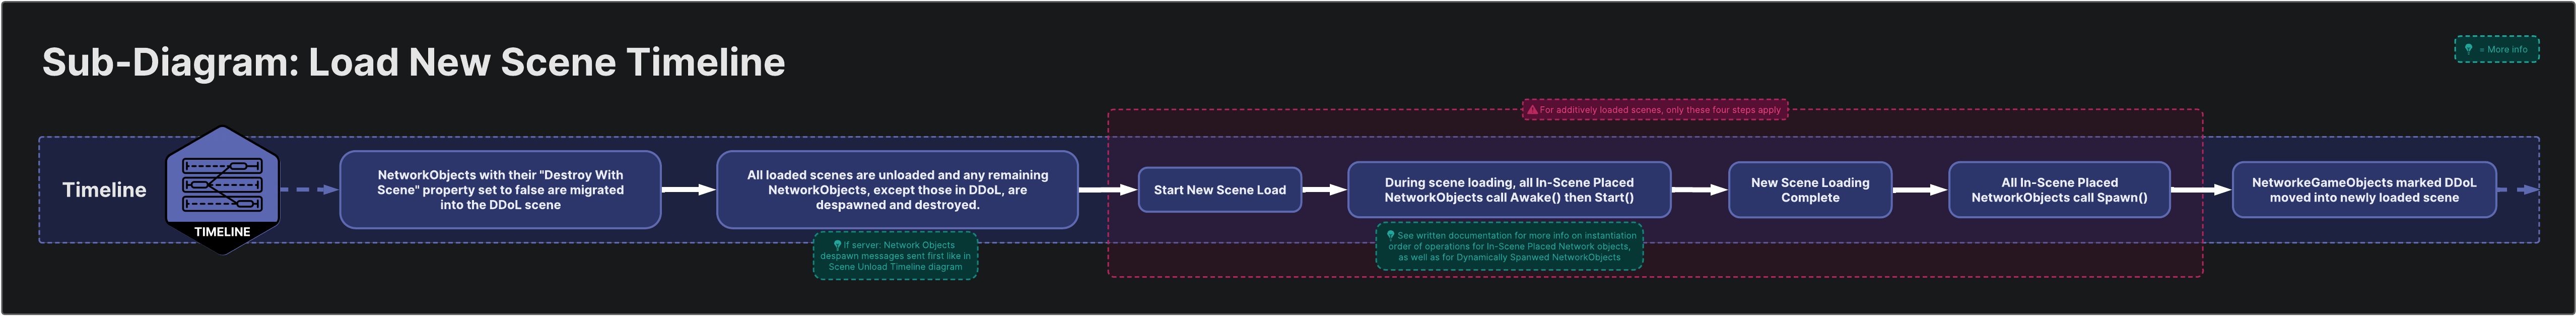 Sub-Diagram: Load New Scene Timeline
= More info
For additively loaded scenes, only these four steps apply
Timeline
TIMELINE
NetworkObjects with their "Destroy With
Scene" property set to false are migrated
into the DDoL scene
All loaded scenes are unloaded and any remaining
NetworkObjects, except those in DDoL, are
despawned and destroyed.
If server: Network Objects
despawn messages sent first like in
Scene Unload Timeline diagram
Start New Scene Load
During scene loading, all In-Scene Placed
NetworkObjects call Awake() then Start()
See written documentation for more info on instantiation
order of operations for In-Scene Placed Network objects,
as well as for Dynamically Spanwed NetworkObjects
New Scene Loading
Complete
All In-Scene Placed
NetworkObjects call Spawn()
NetworkeGameObjects marked DDoL
moved into newly loaded scene